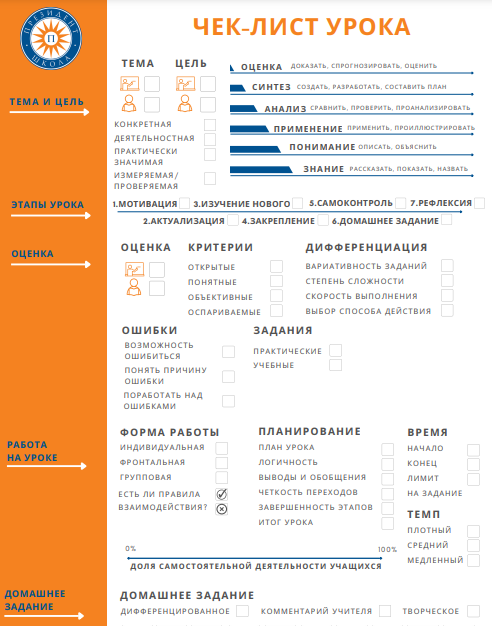 ПРЕЗИДЕНТ
П
ШКОЛА
ЧЕК-ЛИСТ УРОКА
ТЕМА И ЦЕЛЬ
ТЕМА ЦЕЛЬ
КОНКРЕТНАЯ
ДЕЯТЕЛЬНОСТНАЯ
ПРАКТИЧЕСКИ
ЗНАЧИМАЯ
ИЗМЕРЯЕМАЯ/
ПРОВЕРЯЕМАЯ
ОЦЕНКА ДОКАЗАТЬ, СПРОГНОЗИРОВАТЬ, ОЦЕНИТЬ
СИНТЕЗ СОЗДАТЬ, РАЗРАБОТАТЬ, СОСТАВИТЬ ПЛАН
АНАЛИЗ СРАВНИТЬ, ПРОВЕРИТЬ, ПРОАНАЛИЗИРОВАТЬ
ПРИМЕНЕНИЕ ПРИМЕНИТЬ, ПРОИЛЛЮСТРИРОВАТЬ
ПОНИМАНИЕ ОПИСАТЬ, ОБЪЯСНИТЬ
ЗНАНИЕ РАССКАЗАТЬ, ПОКАЗАТЬ, НАЗВАТЬ
ЭТАПЫ УРОКА
1.МОТИВАЦИЯ 3.ИЗУЧЕНИЕ НОВОГО 5.САМОКОНТРОЛЬ 7.РЕФЛЕКСИЯ
2.АКТУАЛИЗАЦИЯ 4.ЗАКРЕПЛЕНИЕ 6.ДОМАШНЕЕ ЗАДАНИЕ
ОЦЕНКА
ОЦЕНКА КРИТЕРИИ ДИФФЕРЕНЦИАЦИЯ
ОТКРЫТЫЕ ВАРИАТИВНОСТЬ ЗАДАНИЙ
ПОНЯТНЫЕ СТЕПЕНЬ СЛОЖНОСТИ
ОБЪЕКТИВНЫЕ СКОРОСТЬ ВЫПОЛНЕНИЯ
ОСПАРИВАЕМЫЕ ВЫБОР СПОСОБА ДЕЙСТВИЯ
ОШИБКИ ЗАДАНИЯ
ВОЗМОЖНОСТЬ
ОШИБИТЬСЯ
ПОНЯТЬ ПРИЧИНУ
ОШИБКИ
ПОРАБОТАТЬ НАД
ОШИБКАМИ
ПРАКТИЧЕСКИЕ
УЧЕБНЫЕ
РАБОТА
НА УРОКЕ
ФОРМА РАБОТЫ
ИНДИВИДУАЛЬНАЯ
ФРОНТАЛЬНАЯ
ГРУППОВАЯ
ЕСТЬ ЛИ ПРАВИЛА
ВЗАИМОДЕЙСТВИЯ?
ПЛАНИРОВАНИЕ
ПЛАН УРОКА
ЛОГИЧНОСТЬ
ВЫВОДЫ И ОБОБЩЕНИЯ
ЧЕТКОСТЬ ПЕРЕХОДОВ
ЗАВЕРШЕННОСТЬ ЭТАПОВ
ИТОГ УРОКА
ВРЕМЯ
НАЧАЛО
КОНЕЦ
ЛИМИТ
НА ЗАДАНИЕ
ТЕМП
ПЛОТНЫЙ
СРЕДНИЙ
МЕДЛЕННЫЙ
0% 100%
ДОЛЯ САМОСТОЯТЕЛЬНОЙ ДЕЯТЕЛЬНОСТИ УЧАЩИХСЯ
ДОМАШНЕЕ
ЗАДАНИЕ
ДОМАШНЕЕ ЗАДАНИЕ
ДИФФЕРЕНЦИРОВАННОЕ КОММЕНТАРИЙ УЧИТЕЛЯ ТВОРЧЕСКОЕ